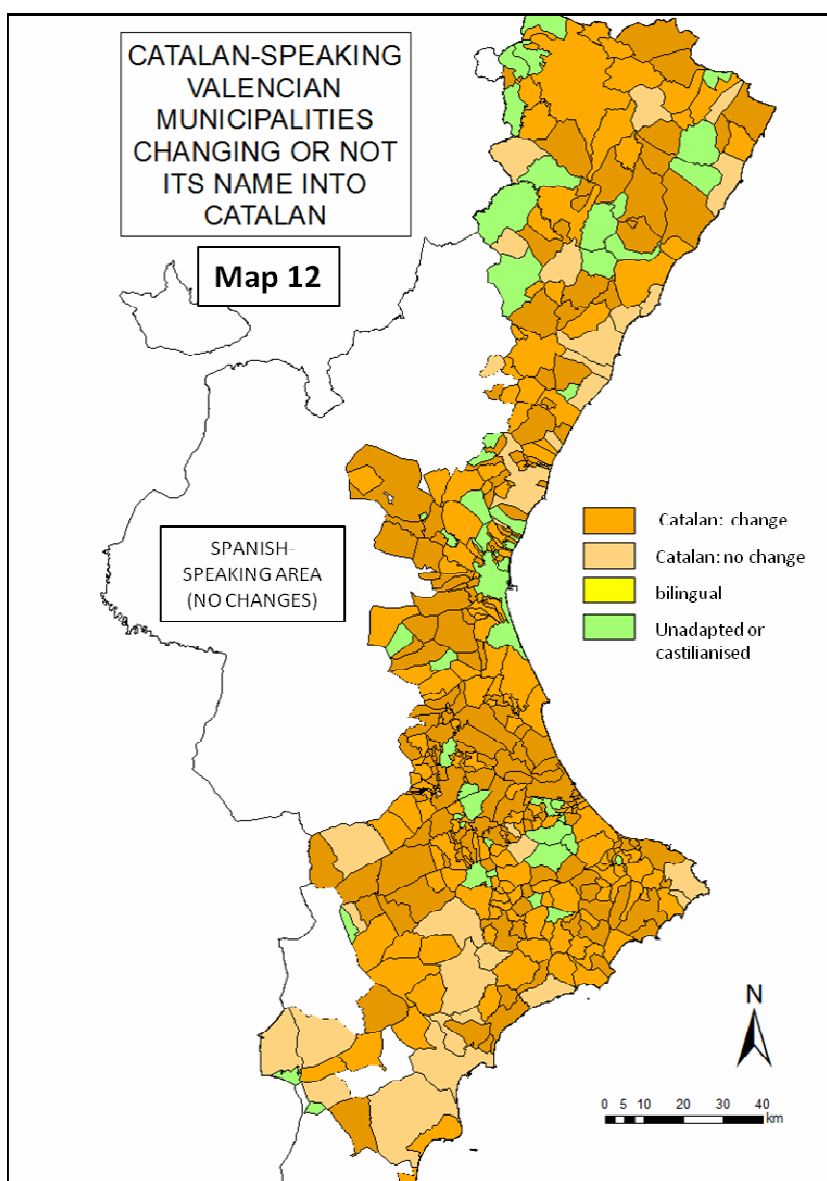 CATALAN-SPEAKING
VALENCIAN
MUNICIPALITIES
CHANGING OR NOT
ITS NAME INTO
CATALAN
Map 12
SPANISH-
SPEAKING AREA
(NO CHANGES)
Catalan: change
Catalan: no change
bilingual
Unadapted or
castilianised
N
0 5 10 20 30 40
km